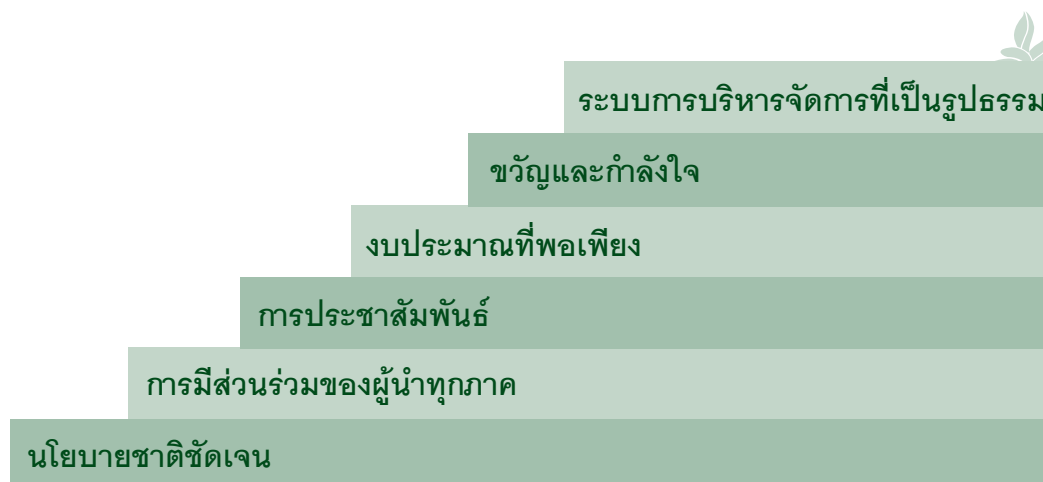 ระบบการบริหารจัดการที่เป็นรูปธรรม
ขวัญและกำลังใจ
งบประมาณที่พอเพียง
การประชาสัมพันธ์
การมีส่วนร่วมของผู้นำทุกภาค
นโยบายชาติชัดเจน